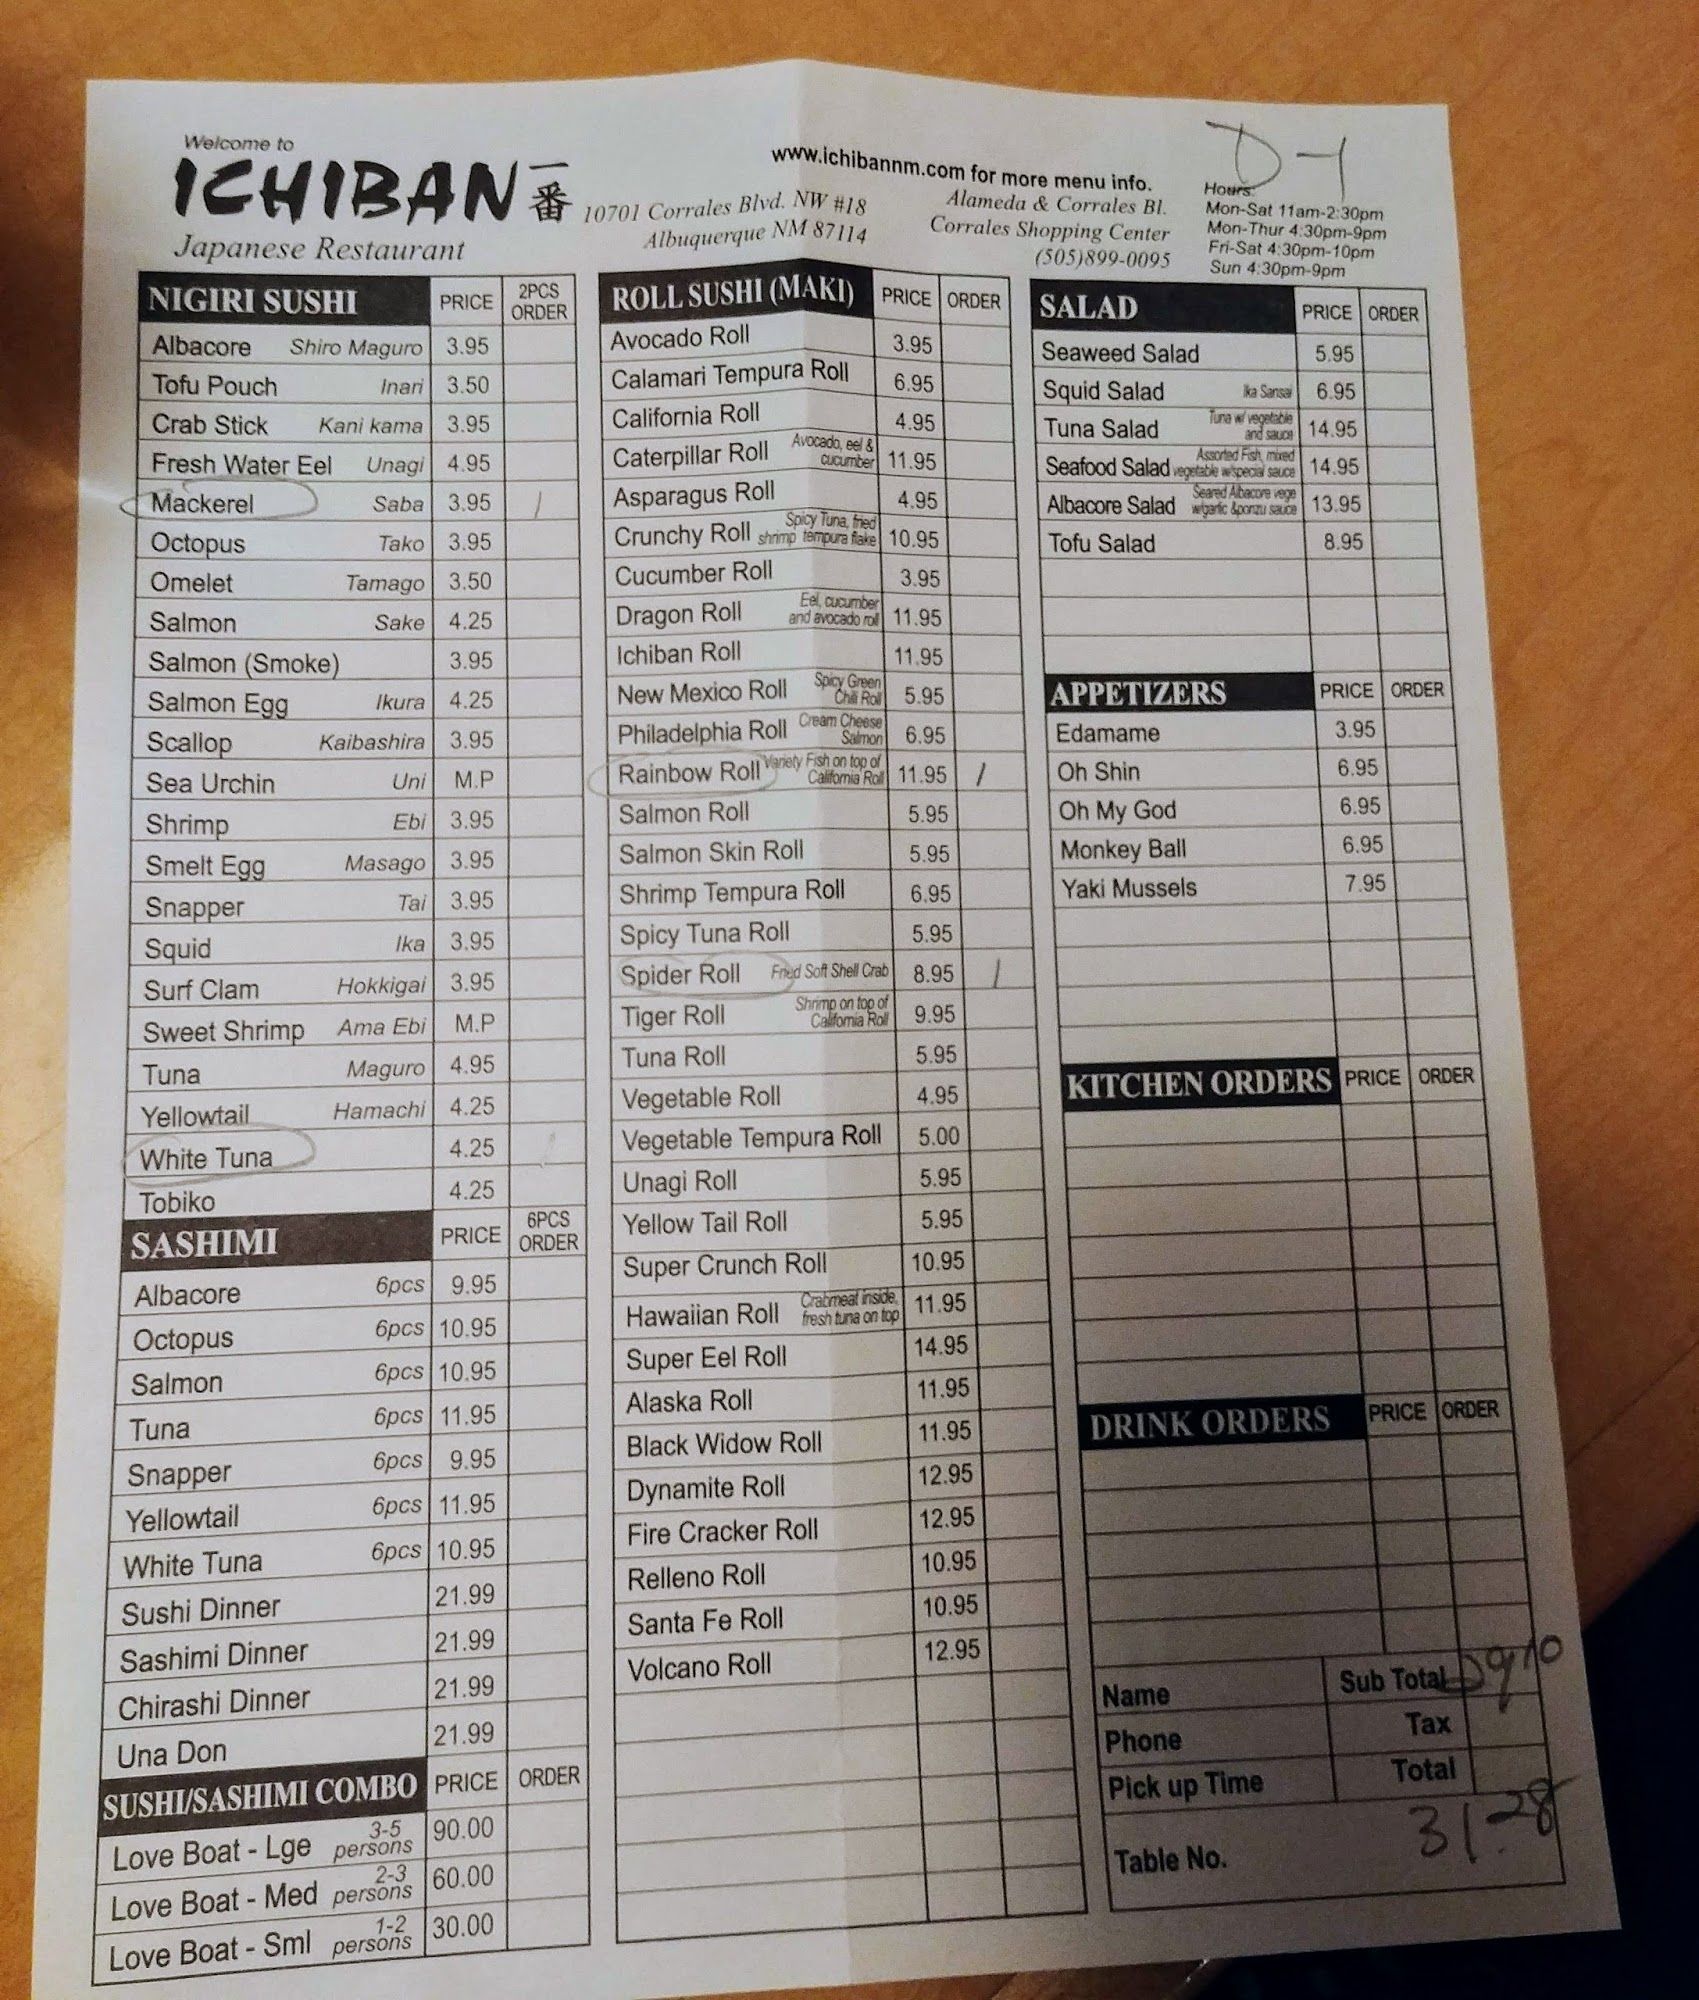 Welcome to
ICHIBAN 一番
Japanese Restaurant
10701 Corrales Blvd. NW #18
Albuquerque NM 87114
www.ichibannm.com for more menu info.
Alameda & Corrales Bl.
Corrales Shopping Center
(505)899-0095
D-1
Hours:
Mon-Sat 11am-2:30pm
Mon-Thur 4:30pm-9pm
Fri-Sat 4:30pm-10pm
Sun 4:30pm-9pm
NIGIRI SUSHI PRICE 2PCS ORDER
Albacore Shiro Maguro 3.95
Tofu Pouch Inari 3.50
Crab Stick Kani kama 3.95
Fresh Water Eel Unagi 4.95
Mackerel Saba 3.95 /
Octopus Tako 3.95
Omelet Tamago 3.50
Salmon Sake 4.25
Salmon (Smoke) 3.95
Salmon Egg Ikura 4.25
Scallop Kaibashira 3.95
Sea Urchin Uni M.P
Shrimp Ebi 3.95
Smelt Egg Masago 3.95
Snapper Tai 3.95
Squid Ika 3.95
Surf Clam Hokkigai 3.95
Sweet Shrimp Ama Ebi M.P
Tuna Maguro 4.95
Yellowtail Hamachi 4.25
White Tuna 4.25 /
Tobiko 4.25
SASHIMI PRICE 6PCS ORDER
Albacore 6pcs 9.95
Octopus 6pcs 10.95
Salmon 6pcs 10.95
Tuna 6pcs 11.95
Snapper 6pcs 9.95
Yellowtail 6pcs 11.95
White Tuna 6pcs 10.95
Sushi Dinner 21.99
Sashimi Dinner 21.99
Chirashi Dinner 21.99
Una Don 21.99
SUSHI/SASHIMI COMBO PRICE ORDER
Love Boat - Lge 3-5 persons 90.00
Love Boat - Med 2-3 persons 60.00
Love Boat - Sml 1-2 persons 30.00
ROLL SUSHI (MAKI) PRICE ORDER
Avocado Roll 3.95
Calamari Tempura Roll 6.95
California Roll 4.95
Caterpillar Roll Avocado, eel & cucumber 11.95
Asparagus Roll 4.95
Crunchy Roll Spicy Tuna, fried shrimp tempura flake 10.95
Cucumber Roll 3.95
Dragon Roll Eel, cucumber and avocado roll 11.95
Ichiban Roll 11.95
New Mexico Roll Spicy Green Chili Roll 5.95
Philadelphia Roll Cream Cheese Salmon 6.95
Rainbow Roll Variety Fish on top of California Roll 11.95 /
Salmon Roll 5.95
Salmon Skin Roll 5.95
Shrimp Tempura Roll 6.95
Spicy Tuna Roll 5.95
Spider Roll Fried Soft Shell Crab 8.95 /
Tiger Roll Shrimp on top of California Roll 9.95
Tuna Roll 5.95
Vegetable Roll 4.95
Vegetable Tempura Roll 5.00
Unagi Roll 5.95
Yellow Tail Roll 5.95
Super Crunch Roll 10.95
Hawaiian Roll Crabmeat inside, fresh tuna on top 11.95
Super Eel Roll 14.95
Alaska Roll 11.95
Black Widow Roll 11.95
Dynamite Roll 12.95
Fire Cracker Roll 12.95
Relleno Roll 10.95
Santa Fe Roll 10.95
Volcano Roll 12.95
SALAD PRICE ORDER
Seaweed Salad 5.95
Squid Salad Ika Sansai 6.95
Tuna Salad Tuna w/ vegetable and sauce 14.95
Seafood Salad Assorted Fish, mixed vegetable w/special sauce 14.95
Albacore Salad Seared Albacore vege w/garlic &ponzu sauce 13.95
Tofu Salad 8.95
APPETIZERS PRICE ORDER
Edamame 3.95
Oh Shin 6.95
Oh My God 6.95
Monkey Ball 6.95
Yaki Mussels 7.95
KITCHEN ORDERS PRICE ORDER
DRINK ORDERS PRICE ORDER
Name Sub Total 29 10
Phone Tax
Pick up Time Total
Table No. 31.28